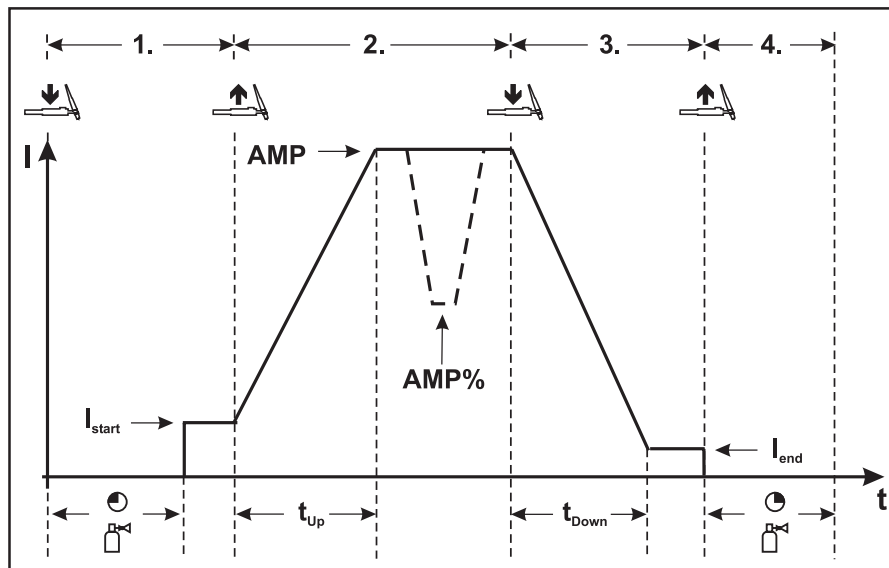 1. 2. 3. 4.
I
AMP
AMP%
Istart
Iend
t
tUp
tDown